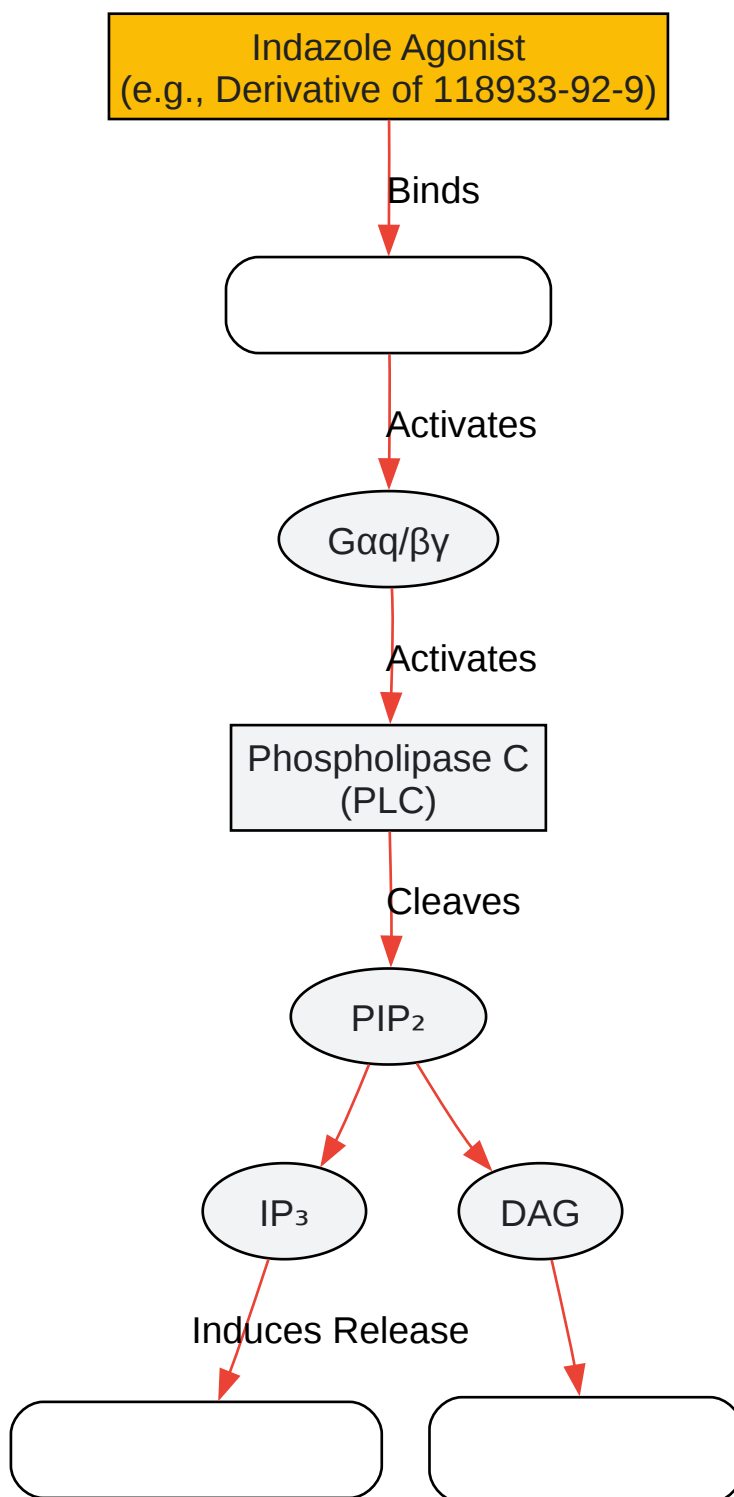 Indazole Agonist
(e.g., Derivative of 118933-92-9)
Binds
Activates
Gαq/βγ
Activates
Phospholipase C
(PLC)
Cleaves
PIP₂
IP₃
DAG
Induces Release